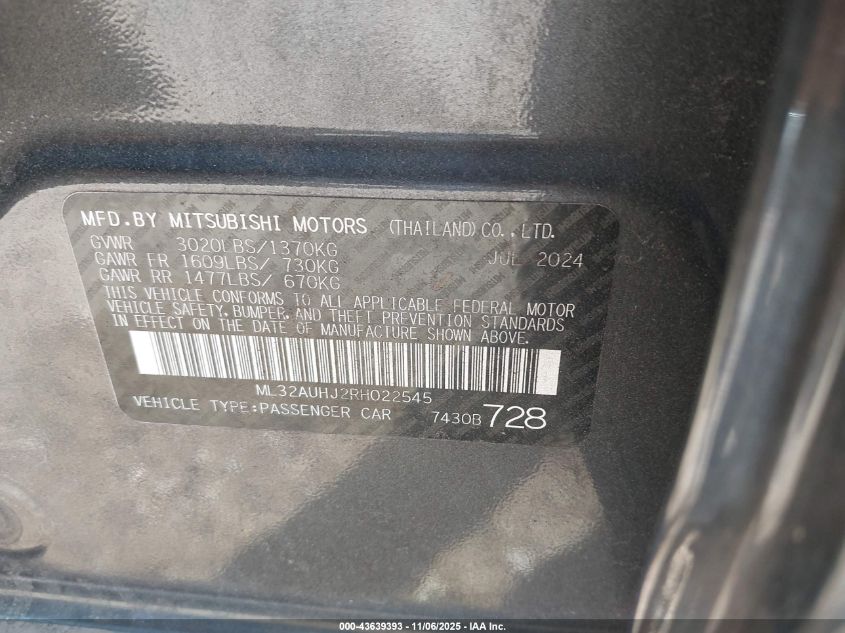 MFD.BY MITSUBISHI MOTORS (THAILAND)CO.,LTD.
GVWR 3020LBS/1370KG JUL 2024
GAWR FR 1609LBS/ 730KG
GAWR RR 1477LBS/ 670KG
THIS VEHICLE CONFORMS TO ALL APPLICABLE FEDERAL MOTOR
VEHICLE SAFETY, BUMPER, AND THEFT PREVENTION STANDARDS
IN EFFECT ON THE DATE OF MANUFACTURE SHOWN ABOVE.
ML32AUHJ2RH022545
VEHICLE TYPE:PASSENGER CAR 7430B 728
000-43639393 - 11/06/2025 - IAA Inc.